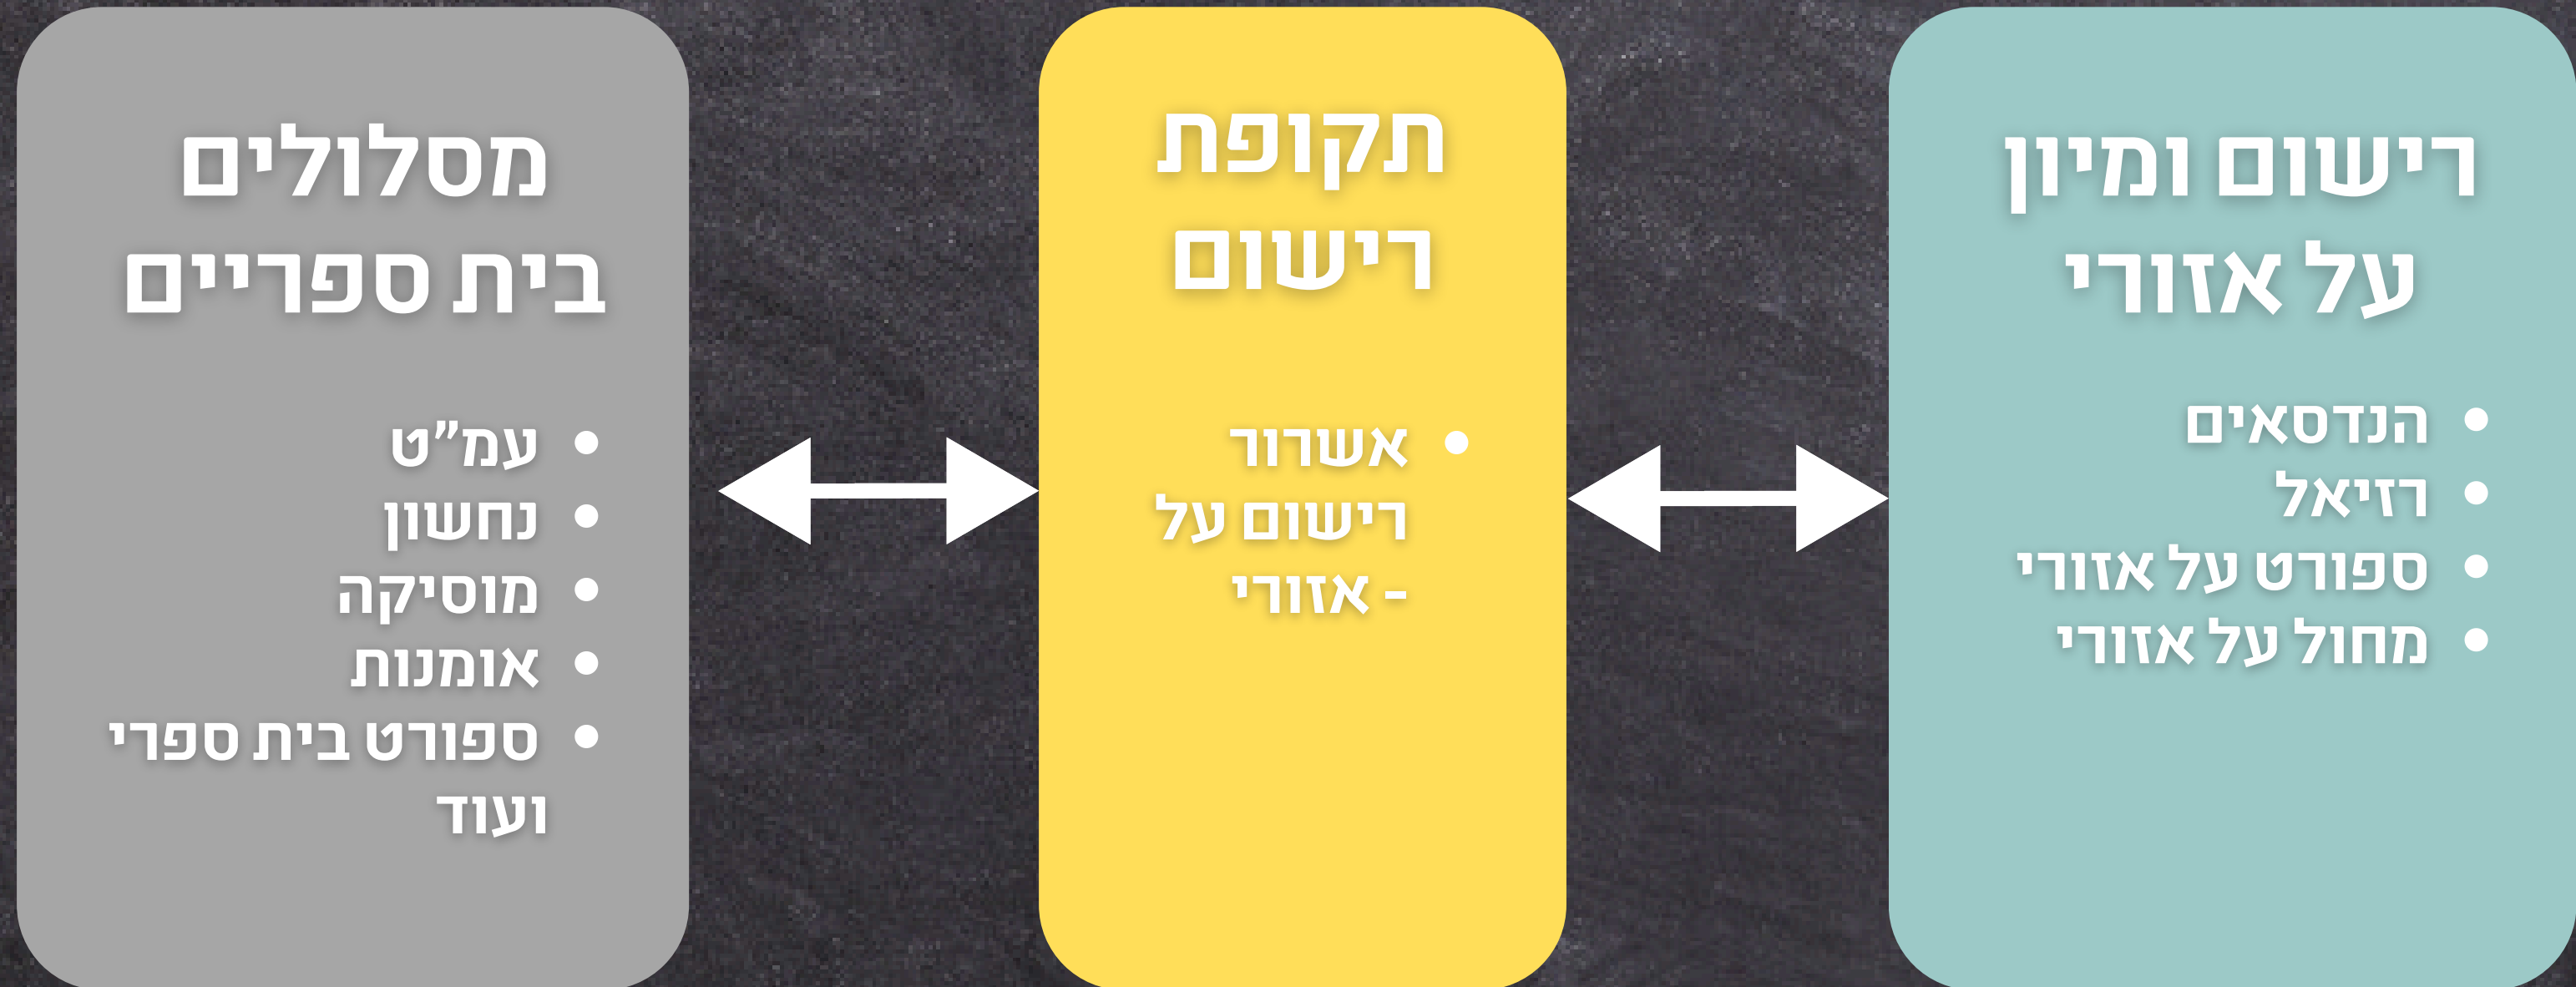 רישום ומיון
על אזורי
• הנדסאים
• רזיאל
• ספורט על אזורי
• מחול על אזורי
תקופת
רישום
• אשרור
רישום על
- אזורי
מסלולים
בית ספריים
• עמ"ט
• נחשון
• מוסיקה
• אומנות
• ספורט בית ספרי
ועוד